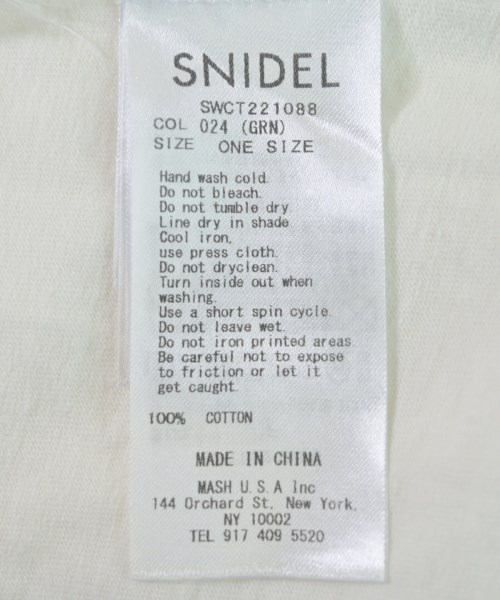 SNIDEL
SWCT221088
COL 024 (GRN)
SIZE ONE SIZE
Hand wash cold.
Do not bleach.
Do not tumble dry.
Line dry in shade.
Cool iron,
use press cloth.
Do not dryclean.
Turn inside out when
washing.
Use a short spin cycle.
Do not leave wet.
Do not iron printed areas.
Be careful not to expose
to friction or let it
get caught.
100% COTTON
MADE IN CHINA
MASH U.S.A Inc
144 Orchard St, New York,
NY 10002
TEL 917 409 5520